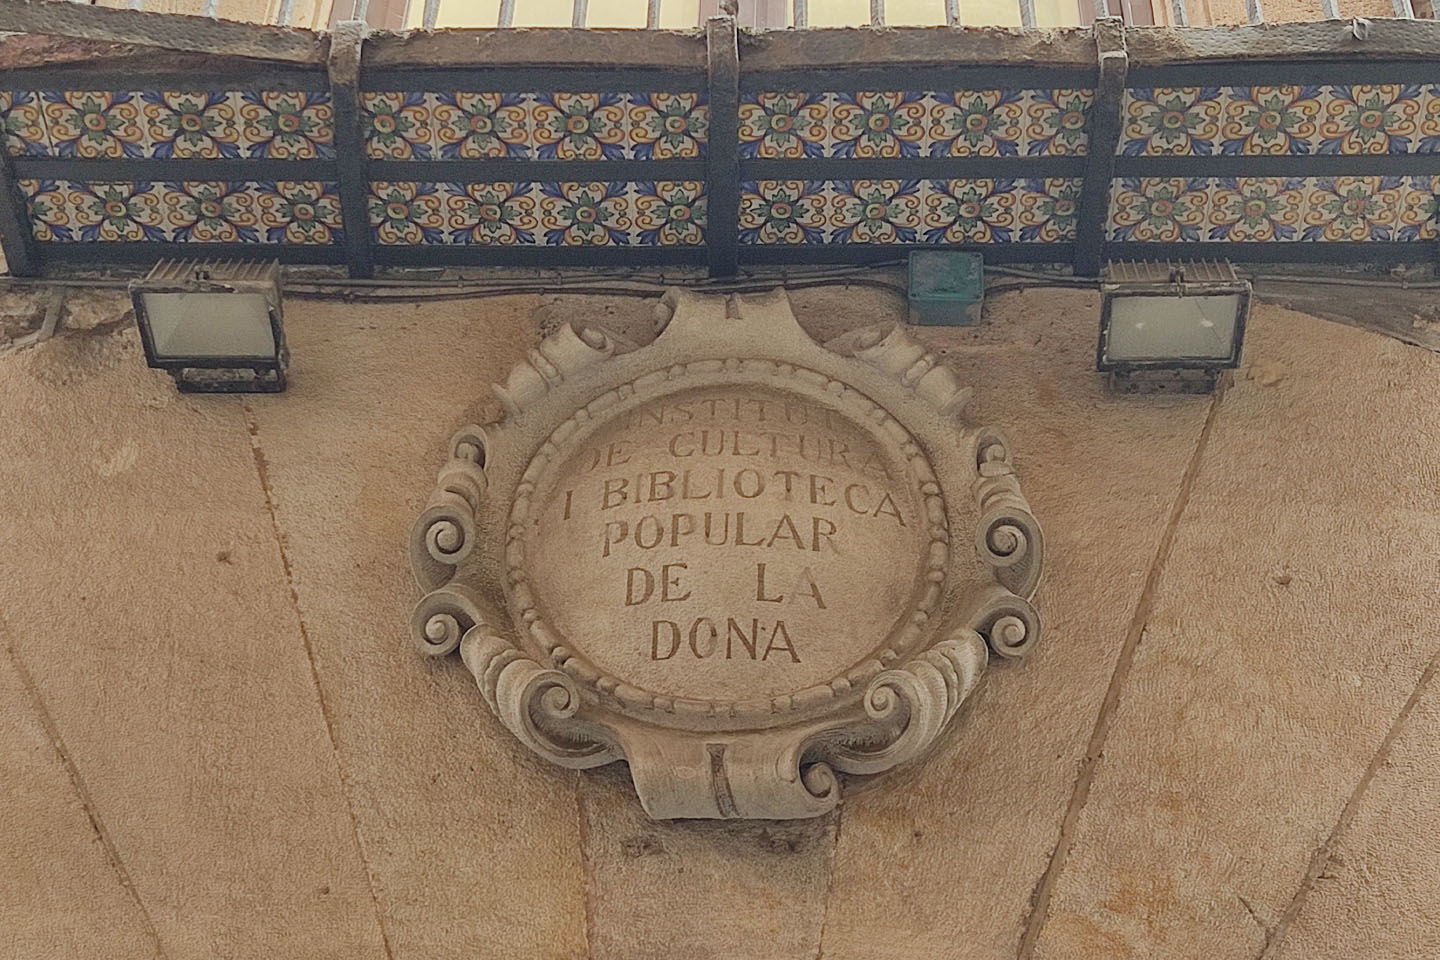 INSTITUT
DE CULTURA
I BIBLIOTECA
POPULAR
DE LA
DONA